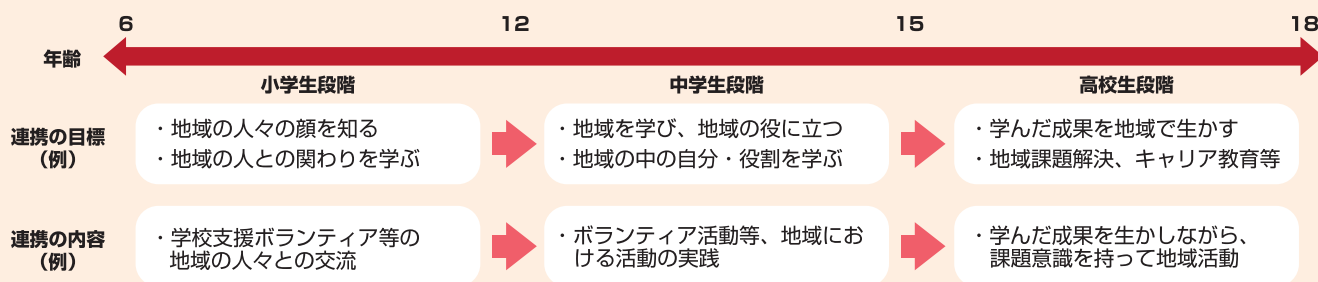 6 12 15 18
年齢
小学生段階 中学生段階 高校生段階
連携の目標
（例）
・地域の人々の顔を知る
・地域の人との関わりを学ぶ
・地域を学び、地域の役に立つ
・地域の中の自分・役割を学ぶ
・学んだ成果を地域で生かす
・地域課題解決、キャリア教育等
連携の内容
（例）
・学校支援ボランティア等の
地域の人々との交流
・ボランティア活動等、地域にお
ける活動の実践
・学んだ成果を生かしながら、
課題意識を持って地域活動